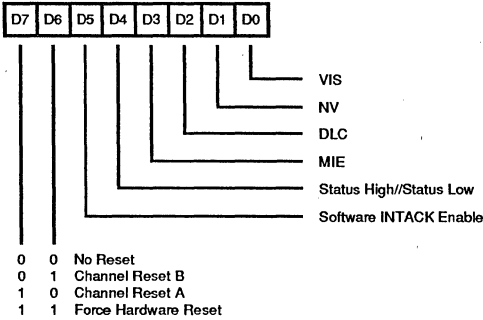 D7 D6 D5 D4 D3 D2 D1 D0
VIS
NV
DLC
MIE
Status High//Status Low
Software INTACK Enable
0 0 No Reset
0 1 Channel Reset B
1 0 Channel Reset A
1 1 Force Hardware Reset